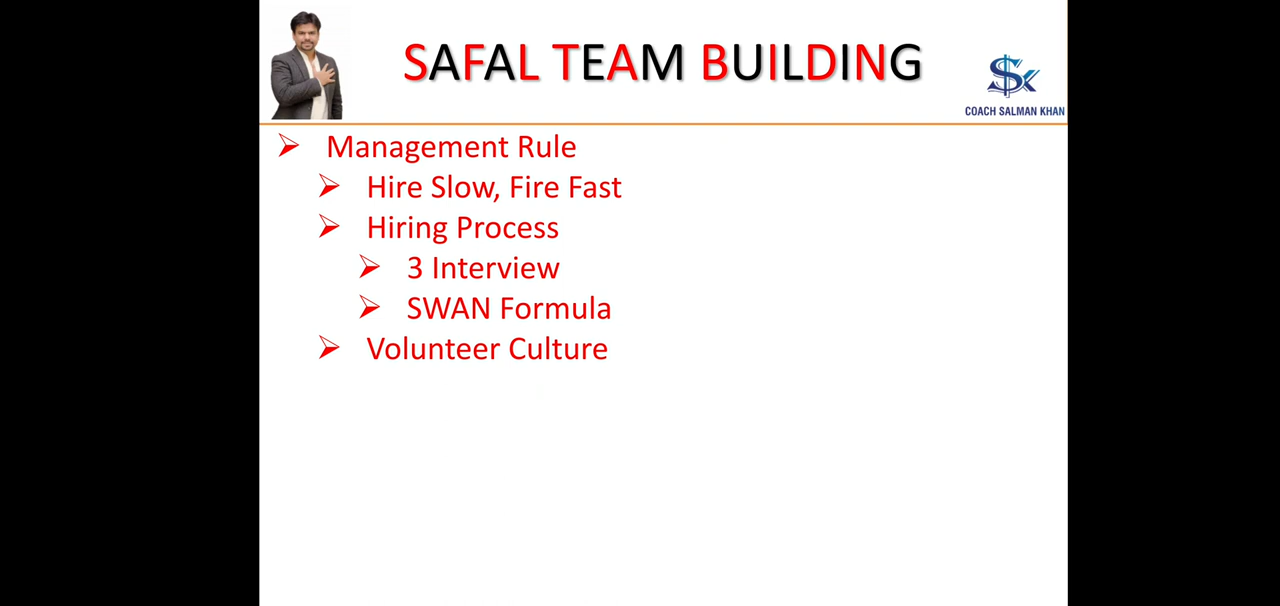 SAFAL TEAM BUILDING
COACH SALMAN KHAN
Management Rule
Hire Slow, Fire Fast
Hiring Process
3 Interview
SWAN Formula
Volunteer Culture